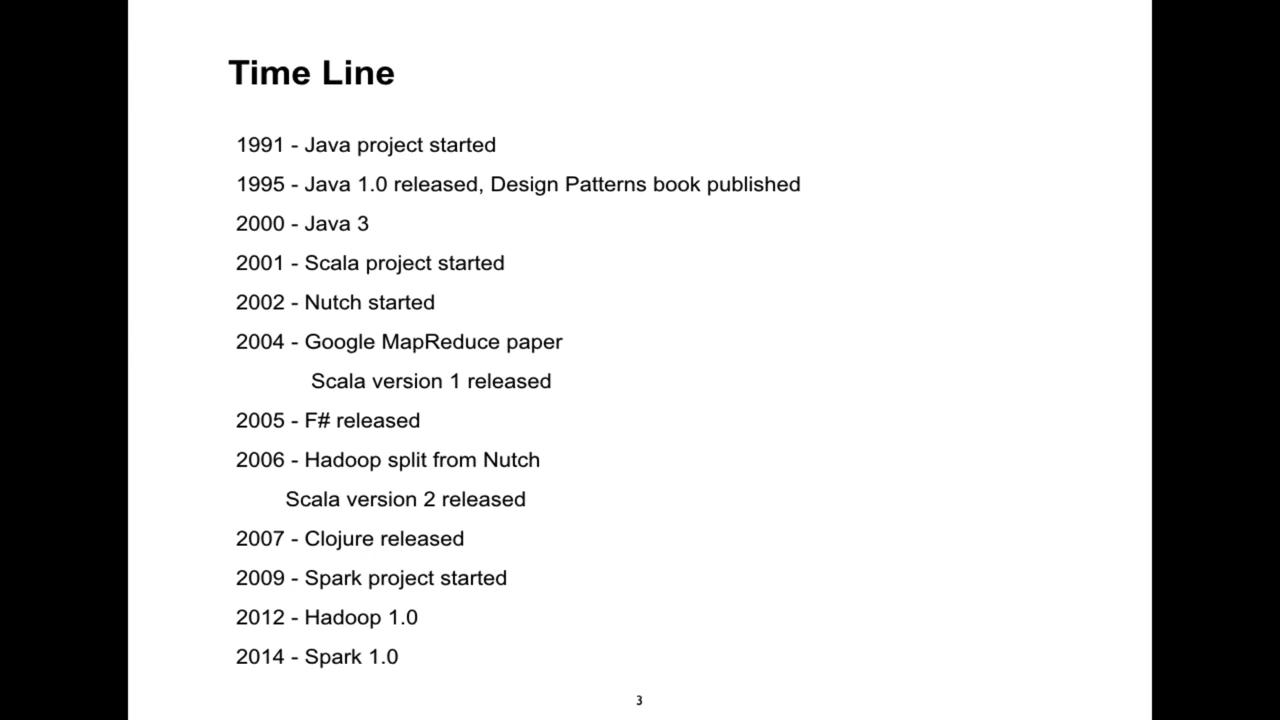 Time Line
1991 - Java project started
1995 - Java 1.0 released, Design Patterns book published
2000 - Java 3
2001 - Scala project started
2002 - Nutch started
2004 - Google MapReduce paper
Scala version 1 released
2005 - F# released
2006 - Hadoop split from Nutch
Scala version 2 released
2007 - Clojure released
2009 - Spark project started
2012 - Hadoop 1.0
2014 - Spark 1.0
3